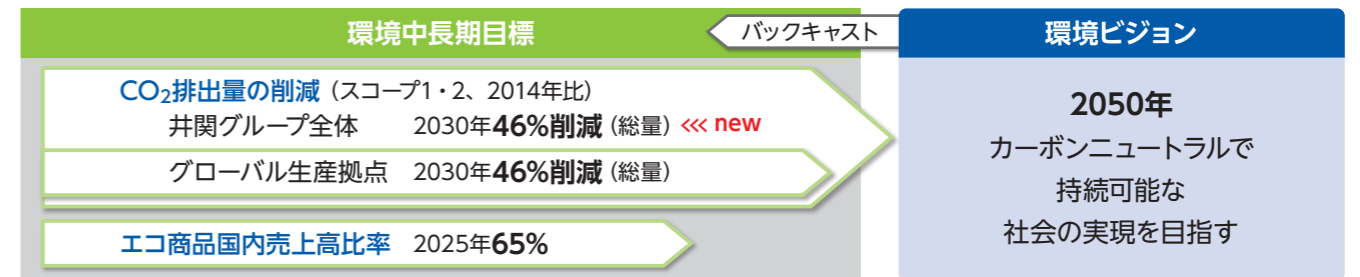 環境中長期目標
バックキャスト
環境ビジョン
CO₂排出量の削減（スコープ1・2、2014年比）
井関グループ全体 2030年46%削減（総量）<<< new
グローバル生産拠点 2030年46%削減（総量）
エコ商品国内売上高比率 2025年65%
2050年
カーボンニュートラルで
持続可能な
社会の実現を目指す